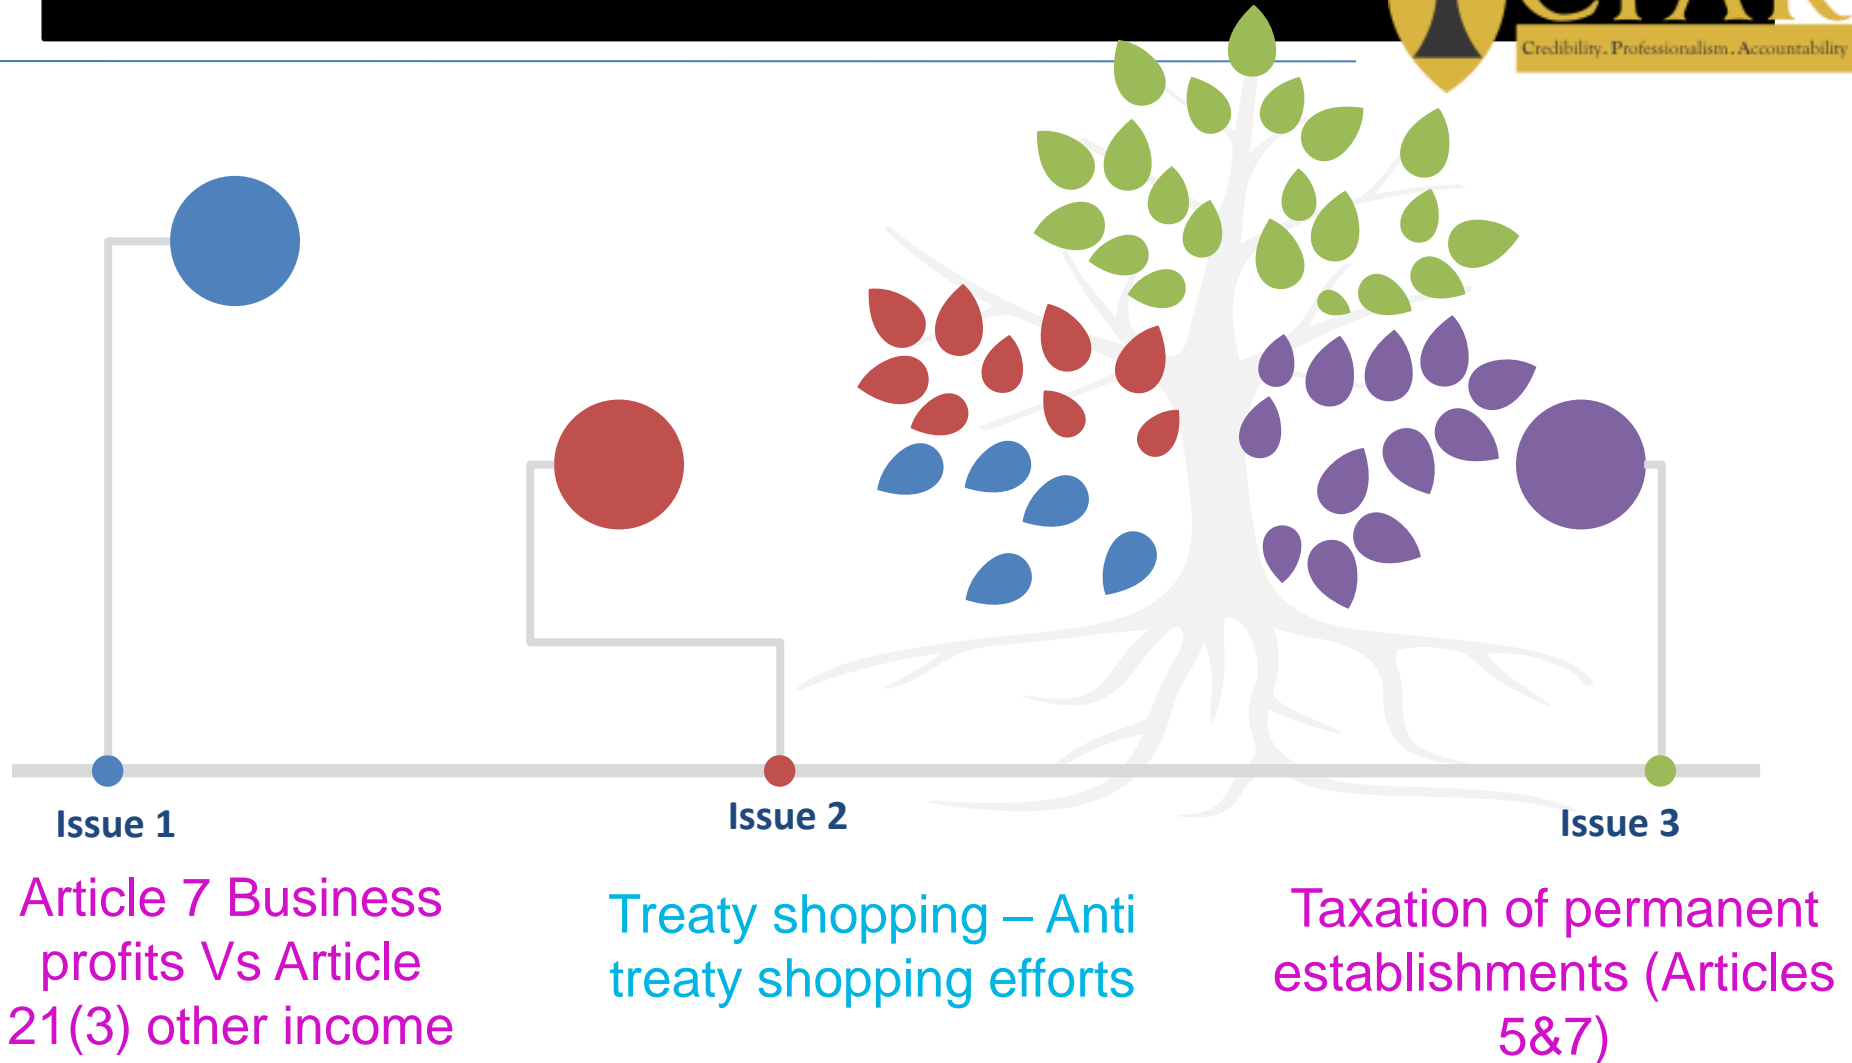 Credibility. Professionalism. Accountability
Issue 1
Issue 2
Issue 3
Article 7 Business
profits Vs Article
21(3) other income
Treaty shopping – Anti
treaty shopping efforts
Taxation of permanent
establishments (Articles
5&7)